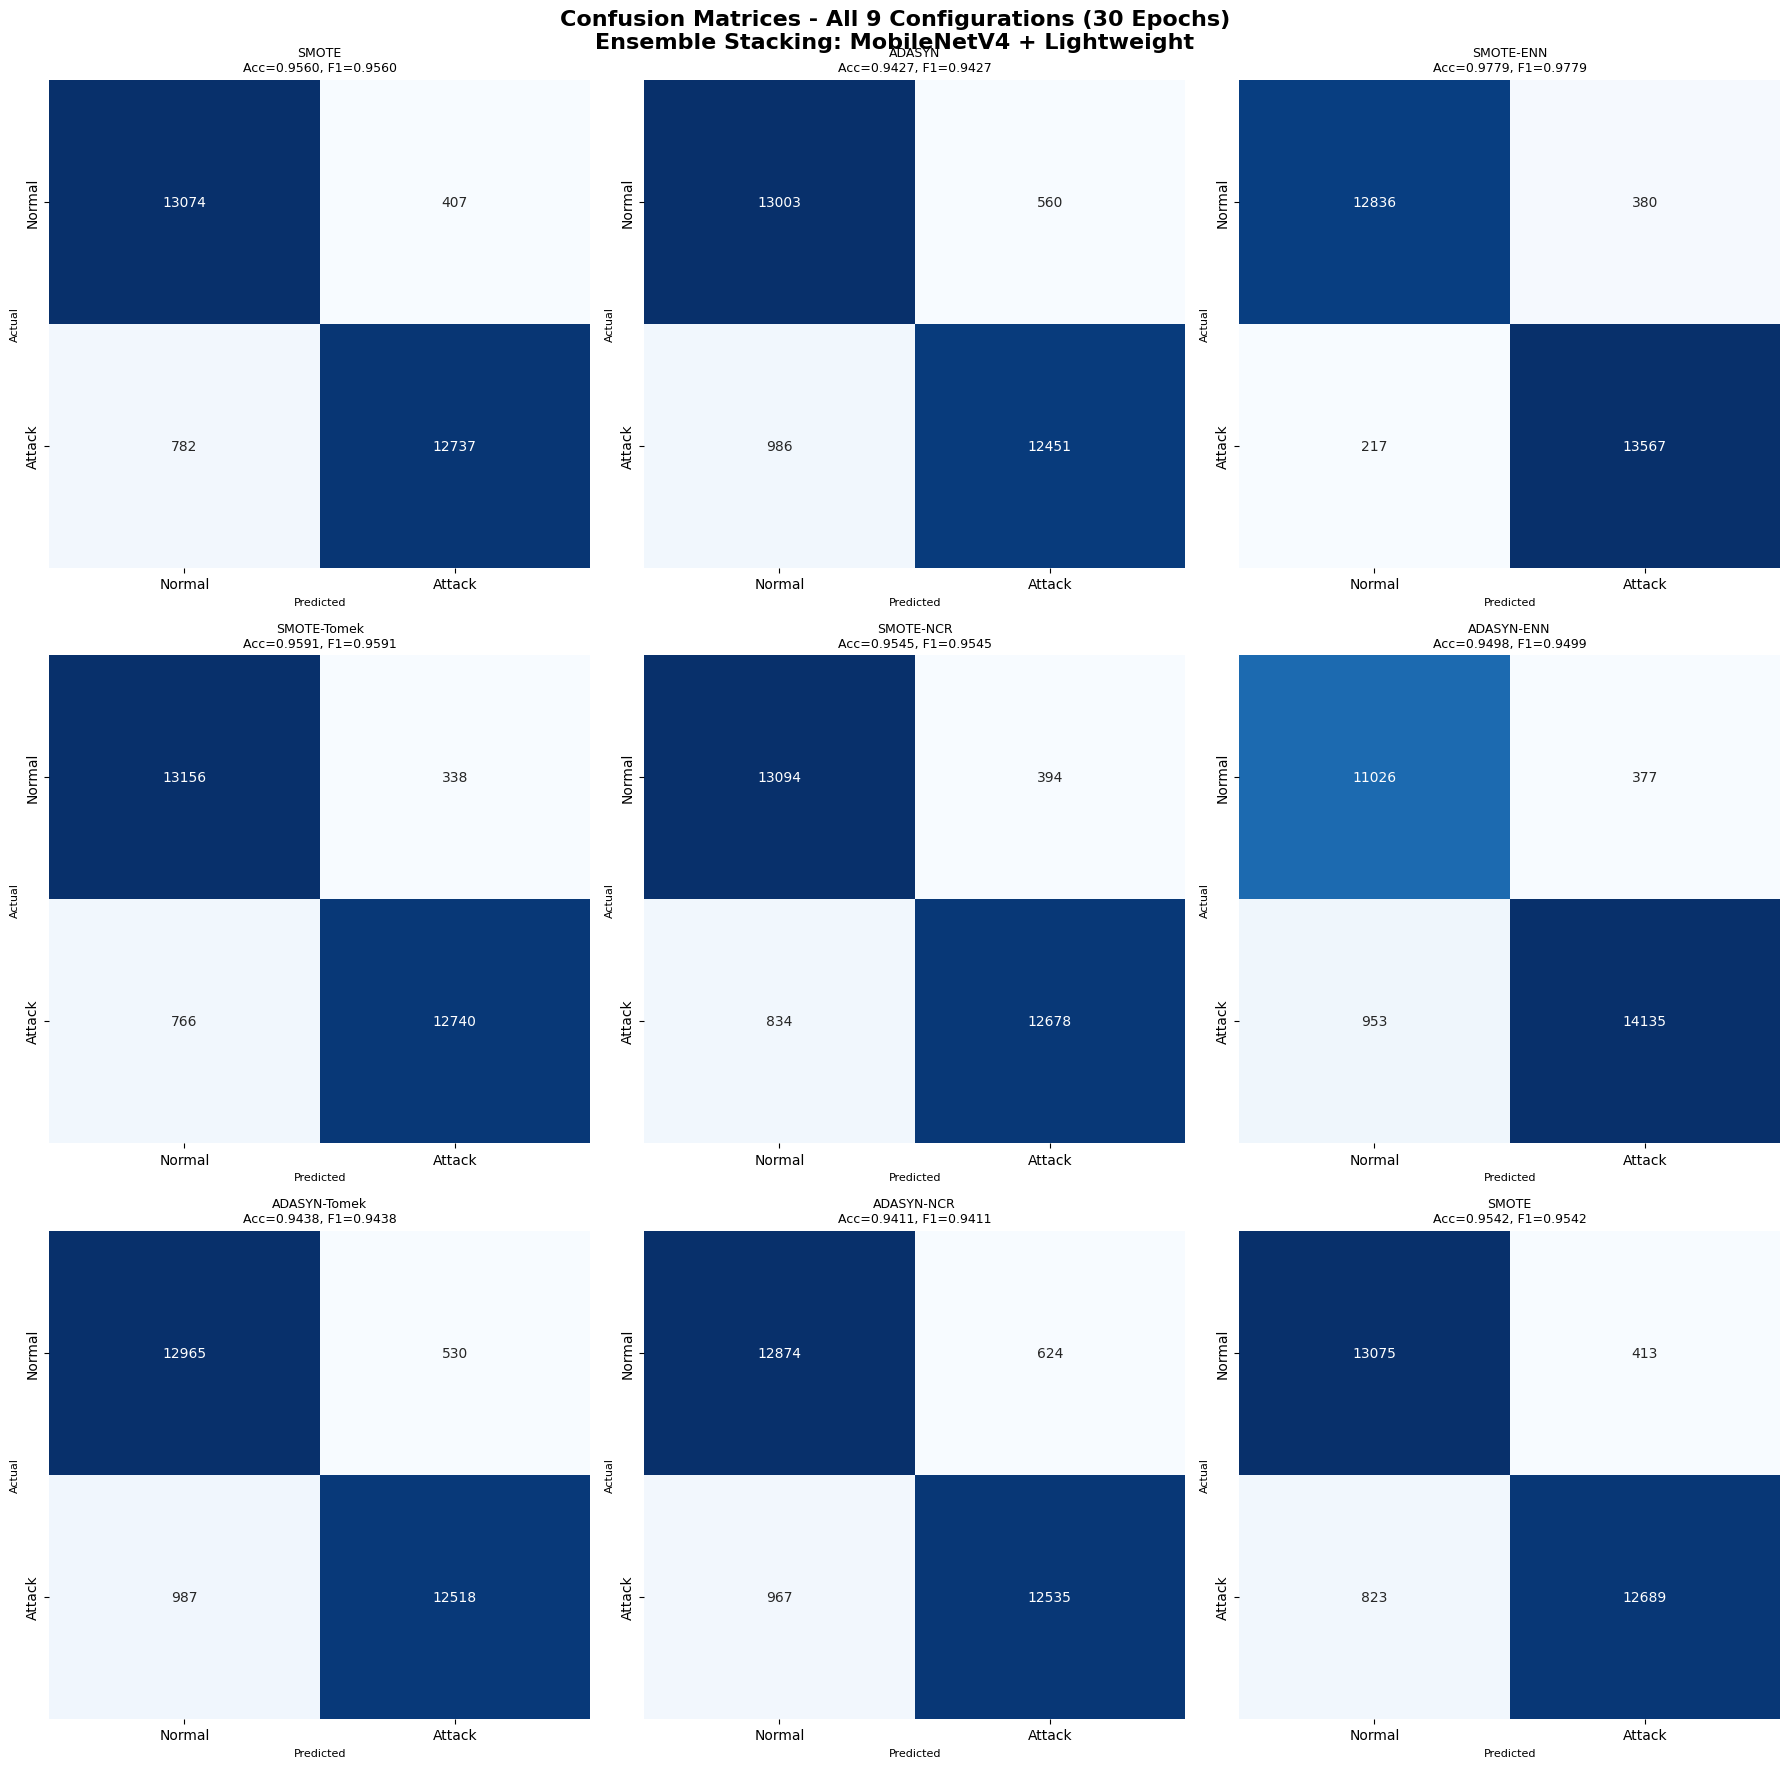 Confusion Matrices - All 9 Configurations (30 Epochs)
Ensemble Stacking: MobileNetV4 + Lightweight
SMOTE
Acc=0.9560, F1=0.9560
Actual
Normal
13074
407
Attack
782
12737
Normal
Attack
Predicted
ADASYN
Acc=0.9427, F1=0.9427
Actual
Normal
13003
560
Attack
986
12451
Normal
Attack
Predicted
SMOTE-ENN
Acc=0.9779, F1=0.9779
Actual
Normal
12836
380
Attack
217
13567
Normal
Attack
Predicted
SMOTE-Tomek
Acc=0.9591, F1=0.9591
Actual
Normal
13156
338
Attack
766
12740
Normal
Attack
Predicted
SMOTE-NCR
Acc=0.9545, F1=0.9545
Actual
Normal
13094
394
Attack
834
12678
Normal
Attack
Predicted
ADASYN-ENN
Acc=0.9498, F1=0.9499
Actual
Normal
11026
377
Attack
953
14135
Normal
Attack
Predicted
ADASYN-Tomek
Acc=0.9438, F1=0.9438
Actual
Normal
12965
530
Attack
987
12518
Normal
Attack
Predicted
ADASYN-NCR
Acc=0.9411, F1=0.9411
Actual
Normal
12874
624
Attack
967
12535
Normal
Attack
Predicted
SMOTE
Acc=0.9542, F1=0.9542
Actual
Normal
13075
413
Attack
823
12689
Normal
Attack
Predicted